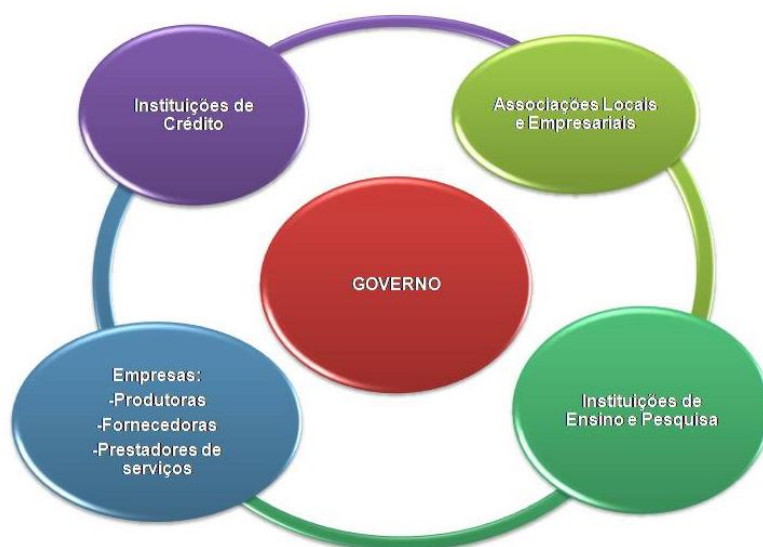 Instituições de
Crédito
Associações Locais
e Empresariais
GOVERNO
Empresas:
-Produtoras
-Fornecedoras
-Prestadores de
serviços
Instituições de
Ensino e Pesquisa